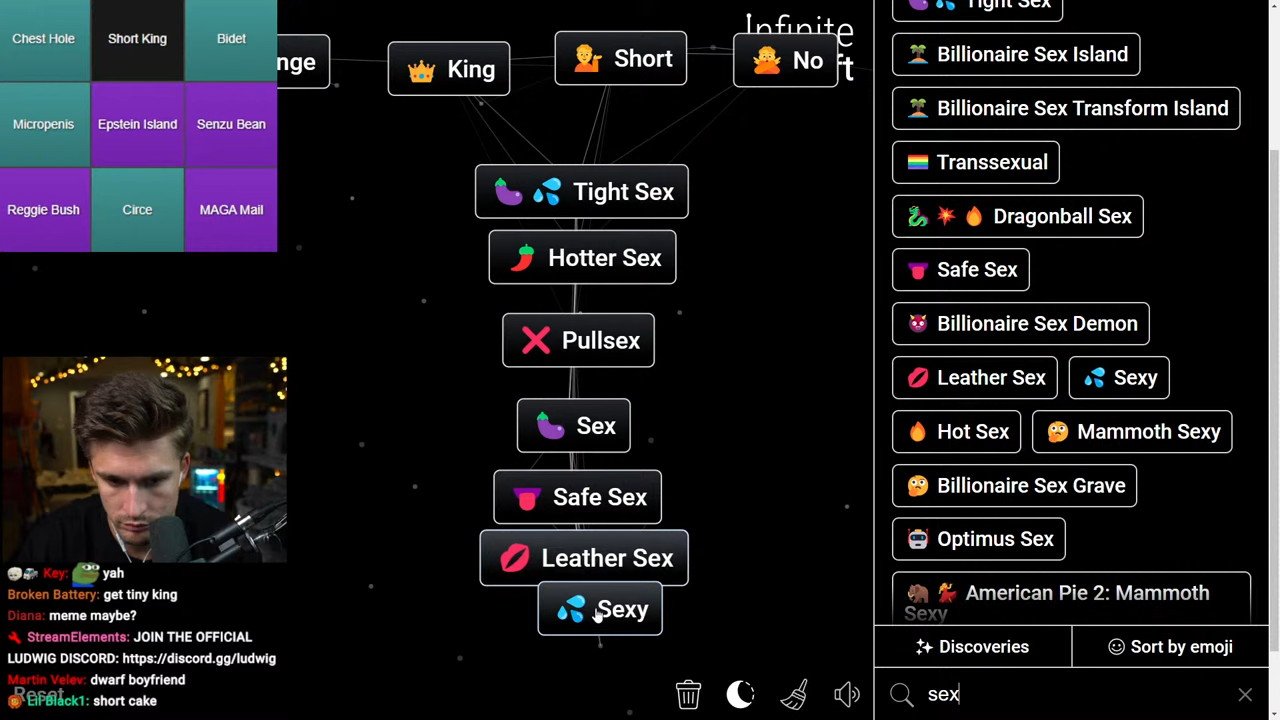 Chest Hole
Short King
Bidet
Micropenis
Epstein Island
Senzu Bean
Reggie Bush
Circe
MAGA Mail
nge
King
Short
No
Infinite
ft
Tight Sex
Hotter Sex
Pullsex
Sex
Safe Sex
Leather Sex
Sexy
Key: yah
Broken Battery: get tiny king
Diana: meme maybe?
StreamElements: JOIN THE OFFICIAL
LUDWIG DISCORD: https://discord.gg/ludwig
Martin Velev: dwarf boyfriend
Lil Black1: short cake
Reset
Tight Sex
Billionaire Sex Island
Billionaire Sex Transform Island
Transsexual
Dragonball Sex
Safe Sex
Billionaire Sex Demon
Leather Sex
Sexy
Hot Sex
Mammoth Sexy
Billionaire Sex Grave
Optimus Sex
American Pie 2: Mammoth
Sexy
Discoveries
Sort by emoji
sex